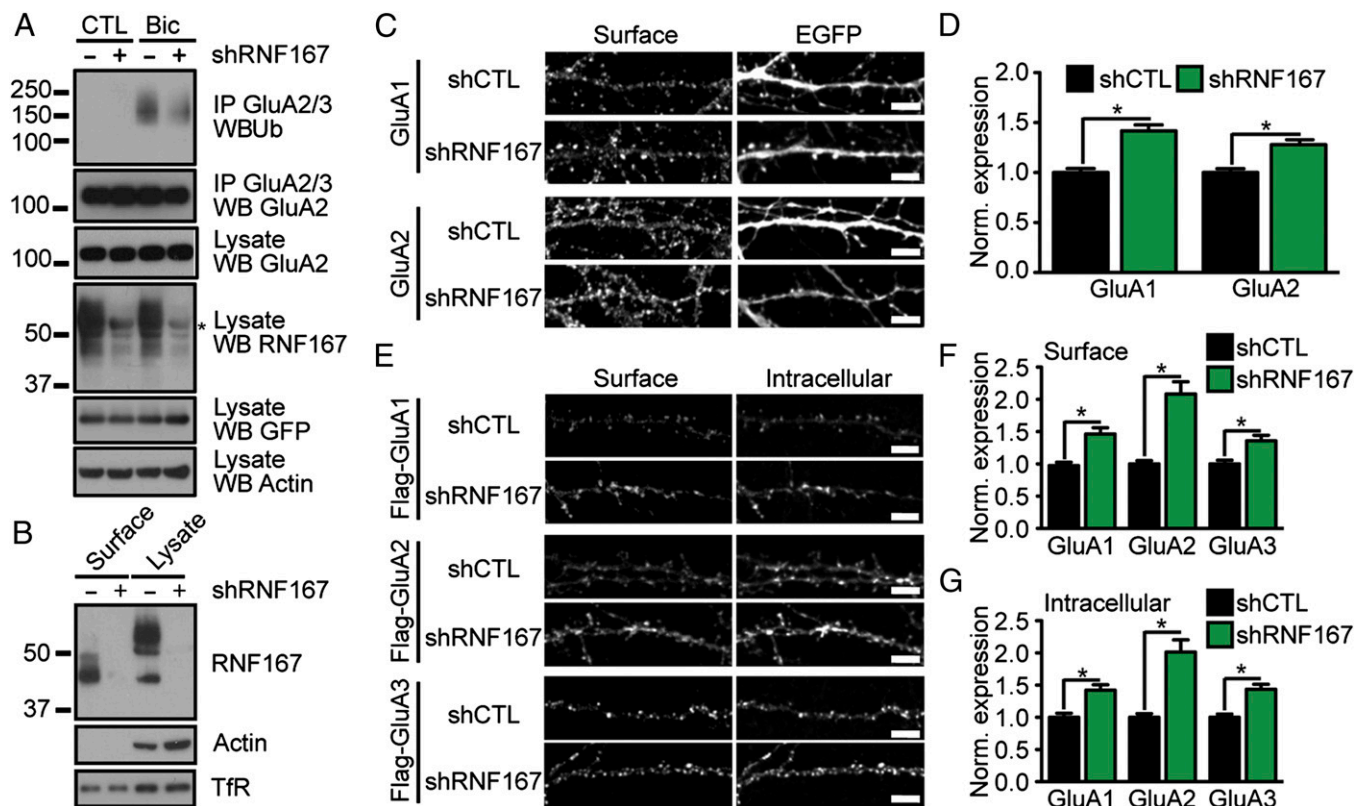 A
CTL Bic
– + – + shRNF167
250
150
100
IP GluA2/3
WBUb
100
IP GluA2/3
WB GluA2
100
Lysate
WB GluA2
50
37
*
Lysate
WB RNF167
Lysate
WB GFP
Lysate
WB Actin
B
Surface Lysate
– + – + shRNF167
50
37
RNF167
Actin
TfR
C
Surface EGFP
GluA1
shCTL
shRNF167
GluA2
shCTL
shRNF167
D
shCTL shRNF167
Norm. expression
2.0
1.5
1.0
0.5
0.0
* *
GluA1 GluA2
E
Surface Intracellular
Flag-GluA1
shCTL
shRNF167
Flag-GluA2
shCTL
shRNF167
Flag-GluA3
shCTL
shRNF167
F
Surface
shCTL
shRNF167
Norm. expression
2.5
2.0
1.5
1.0
0.5
0.0
* * *
GluA1 GluA2 GluA3
G
Intracellular
shCTL
shRNF167
Norm. expression
2.5
2.0
1.5
1.0
0.5
0.0
* * *
GluA1 GluA2 GluA3